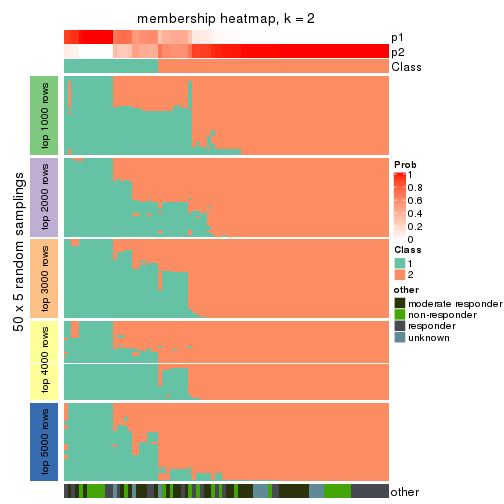 membership heatmap, k = 2
p1
p2
Class
50 x 5 random samplings
top 1000 rows
top 2000 rows
top 3000 rows
top 4000 rows
top 5000 rows
other
Prob
1
0.8
0.6
0.4
0.2
0
Class
1
2
other
moderate responder
non-responder
responder
unknown